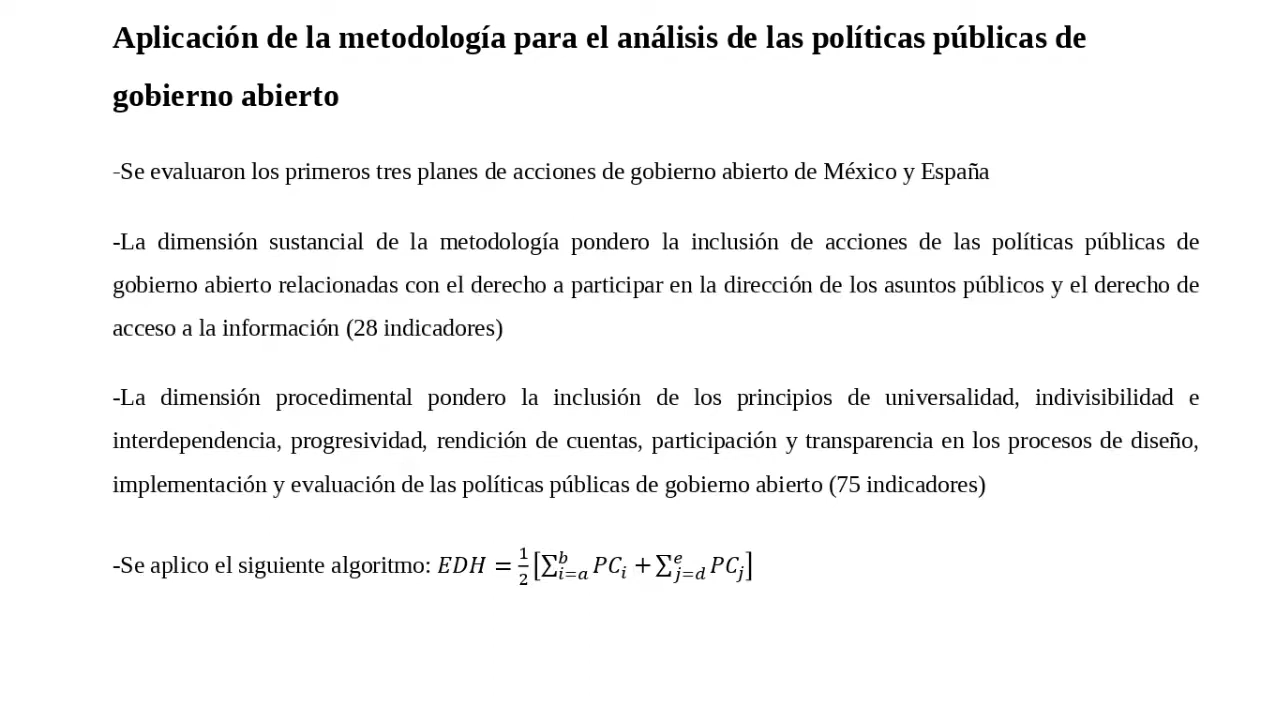 Aplicación de la metodología para el análisis de las políticas públicas de
gobierno abierto
-Se evaluaron los primeros tres planes de acciones de gobierno abierto de México y España
-La dimensión sustancial de la metodología pondero la inclusión de acciones de las políticas públicas de
gobierno abierto relacionadas con el derecho a participar en la dirección de los asuntos públicos y el derecho de
acceso a la información (28 indicadores)
-La dimensión procedimental pondero la inclusión de los principios de universalidad, indivisibilidad e
interdependencia, progresividad, rendición de cuentas, participación y transparencia en los procesos de diseño,
implementación y evaluación de las políticas públicas de gobierno abierto (75 indicadores)
-Se aplico el siguiente algoritmo: $EDH = \frac{1}{2}\left[\sum_{i=a}^{b} PC_i + \sum_{j=d}^{e} PC_j\right]$